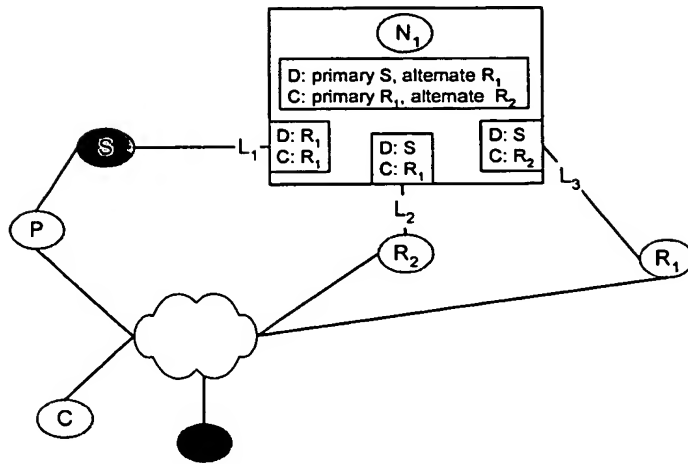 N1
D: primary S, alternate R1
C: primary R1, alternate R2
S
L1
D: R1
C: R1
D: S
C: R1
D: S
C: R2
L3
L2
P
R2
R1
C